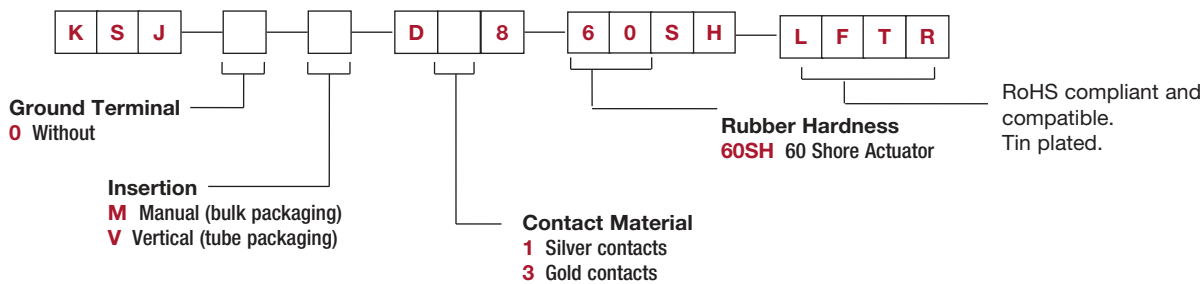 K S J D 8 6 0 S H L F T R
Ground Terminal
0 Without
Insertion
M Manual (bulk packaging)
V Vertical (tube packaging)
Contact Material
1 Silver contacts
3 Gold contacts
Rubber Hardness
60SH 60 Shore Actuator
RoHS compliant and
compatible.
Tin plated.